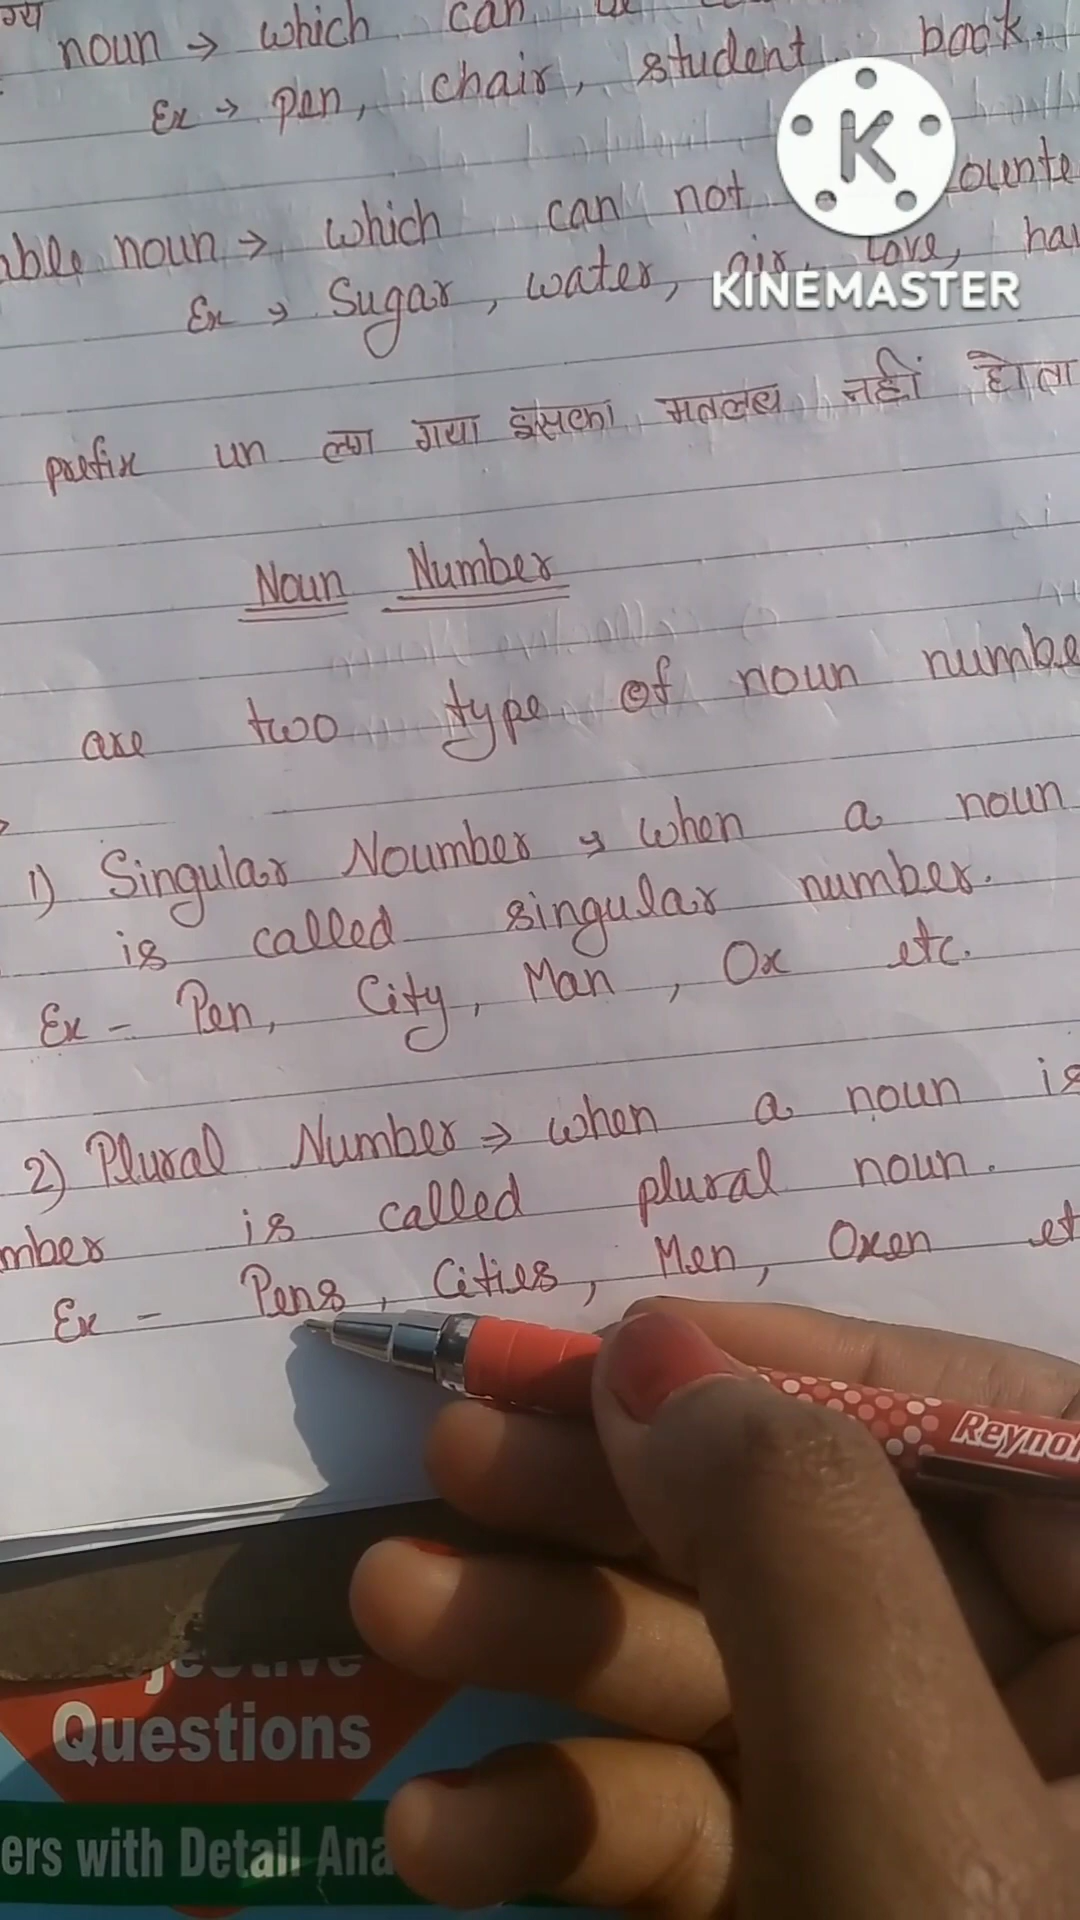 noun → which can
Ex → pen, chair, student, book.
noun → which can not
Ex → Sugar, water, air, Love,
KINEMASTER
prefix un लग गया इसका मतलब नहीं होता
Noun Number
are two type of noun
1) Singular Noumber → when a noun
is called singular number.
Ex - Pen, City, Man, Ox etc.
2) Plural Number ⇒ when a noun is
is called plural noun.
Ex - Pens, Cities, Men, Oxen
Questions
with Detail